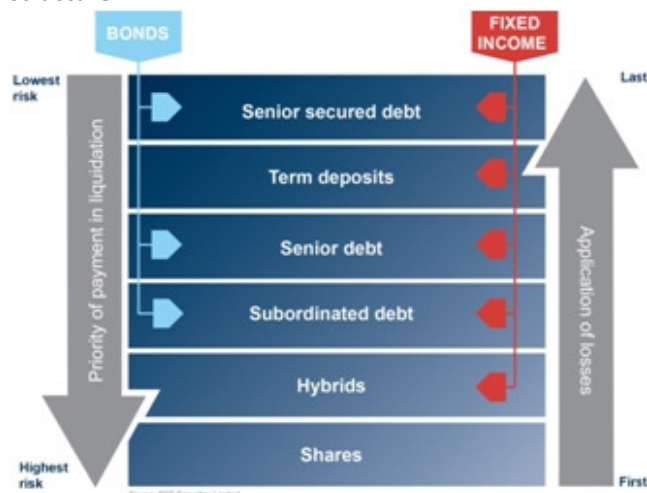 BONDS
FIXED
INCOME
Lowest
risk
Last
Senior secured debt
Term deposits
Senior debt
Subordinated debt
Hybrids
Shares
Priority of payment in liquidation
Application of losses
Highest
risk
First